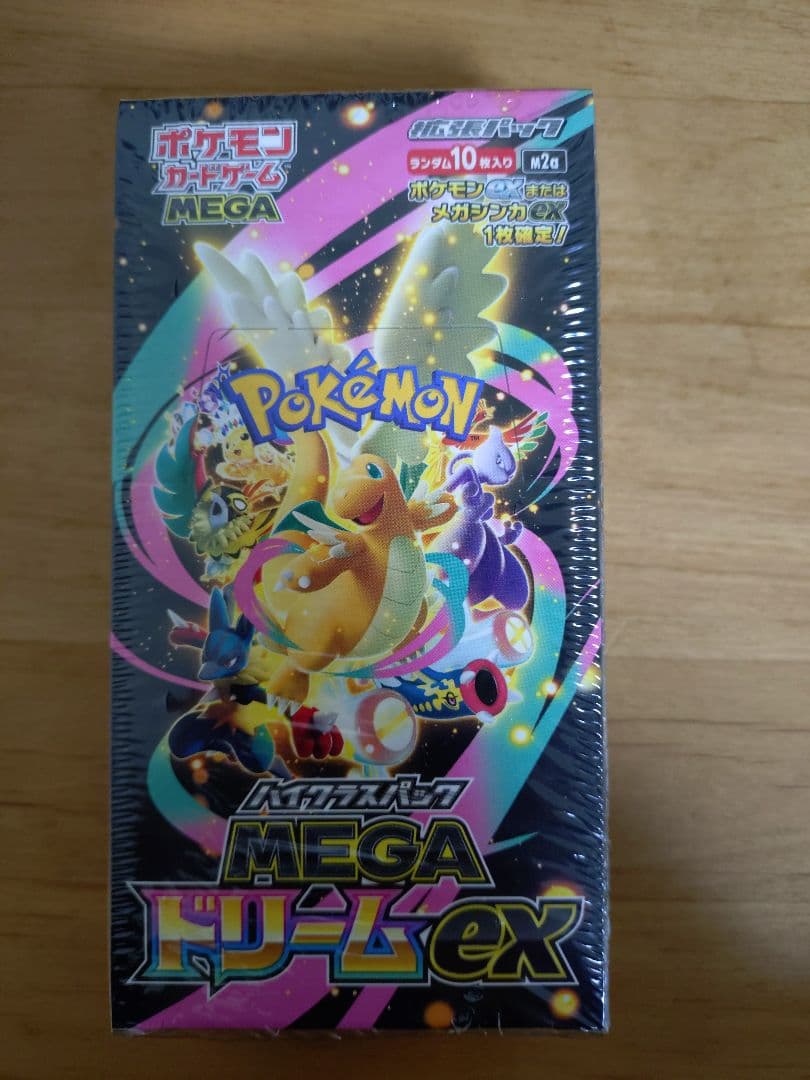 ポケモン
カードゲーム
MEGA
拡張パック
ランダム10枚入り M2a
ポケモンexまたは
メガシンカex
1枚確定!
POKéMON
TM
ハイクラスパック
MEGA
ドリームex